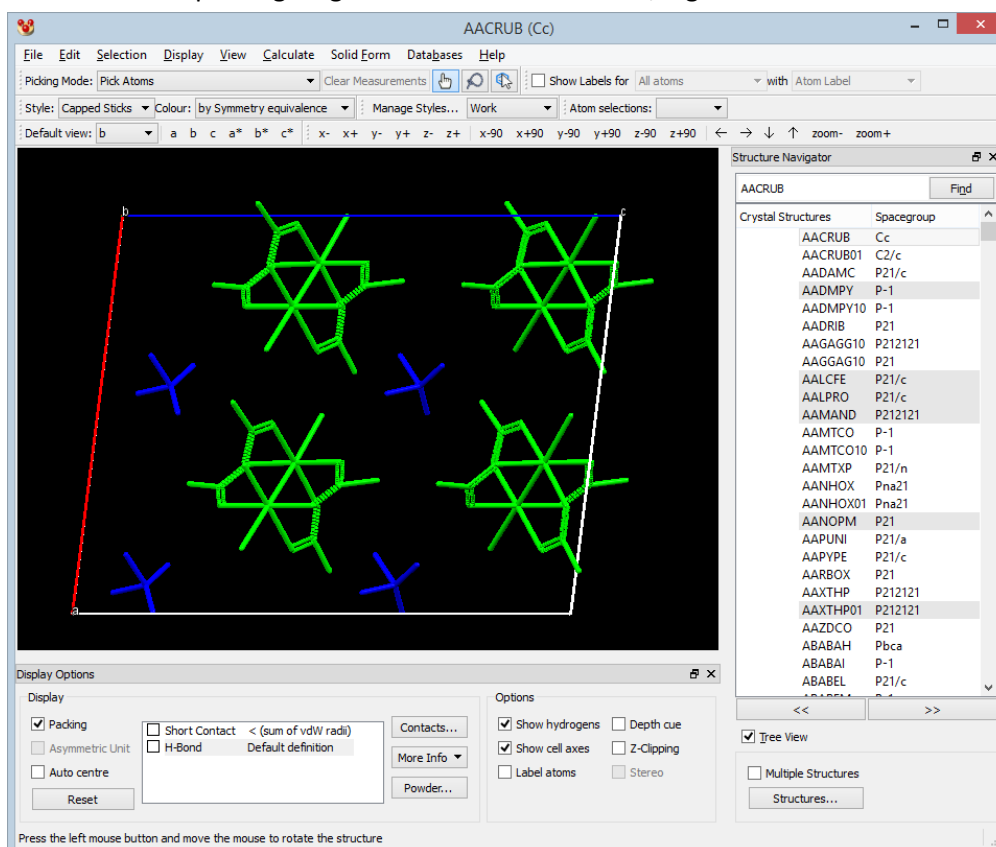 AACRUB (Cc)
File Edit Selection Display View Calculate Solid Form Databases Help
Picking Mode: Pick Atoms Clear Measurements Show Labels for All atoms with Atom Label
Style: Capped Sticks Colour: by Symmetry equivalence Manage Styles... Work Atom selections:
Default view: b a b c a* b* c* x- x+ y- y+ z- z+ x-90 x+90 y-90 y+90 z-90 z+90 ← → ↓ ↑ zoom- zoom+
Structure Navigator
AACRUB Find
Crystal Structures Spacegroup
AACRUB Cc
AACRUB01 C2/c
AADAMC P21/c
AADMPY P-1
AADMPY10 P-1
AADRIB P21
AAGAGG10 P212121
AAGGAG10 P21
AALCFE P21/c
AALPRO P21/c
AAMAND P212121
AAMTCO P-1
AAMTCO10 P-1
AAMTXP P21/n
AANHOX Pna21
AANHOX01 Pna21
AANOPM P21
AAPUNI P21/a
AAPYPE P21/c
AARBOX P21
AAXTHP P212121
AAXTHP01 P212121
AAZDCO P21
ABABAH Pbca
ABABAI P-1
ABABEL P21/c
<< >>
Tree View
Multiple Structures
Structures...
b
c
a
Display Options
Display
Packing
Asymmetric Unit
Auto centre
Reset
Short Contact < (sum of vdW radii)
H-Bond Default definition
Contacts...
More Info
Powder...
Options
Show hydrogens Depth cue
Show cell axes Z-Clipping
Label atoms Stereo
Press the left mouse button and move the mouse to rotate the structure